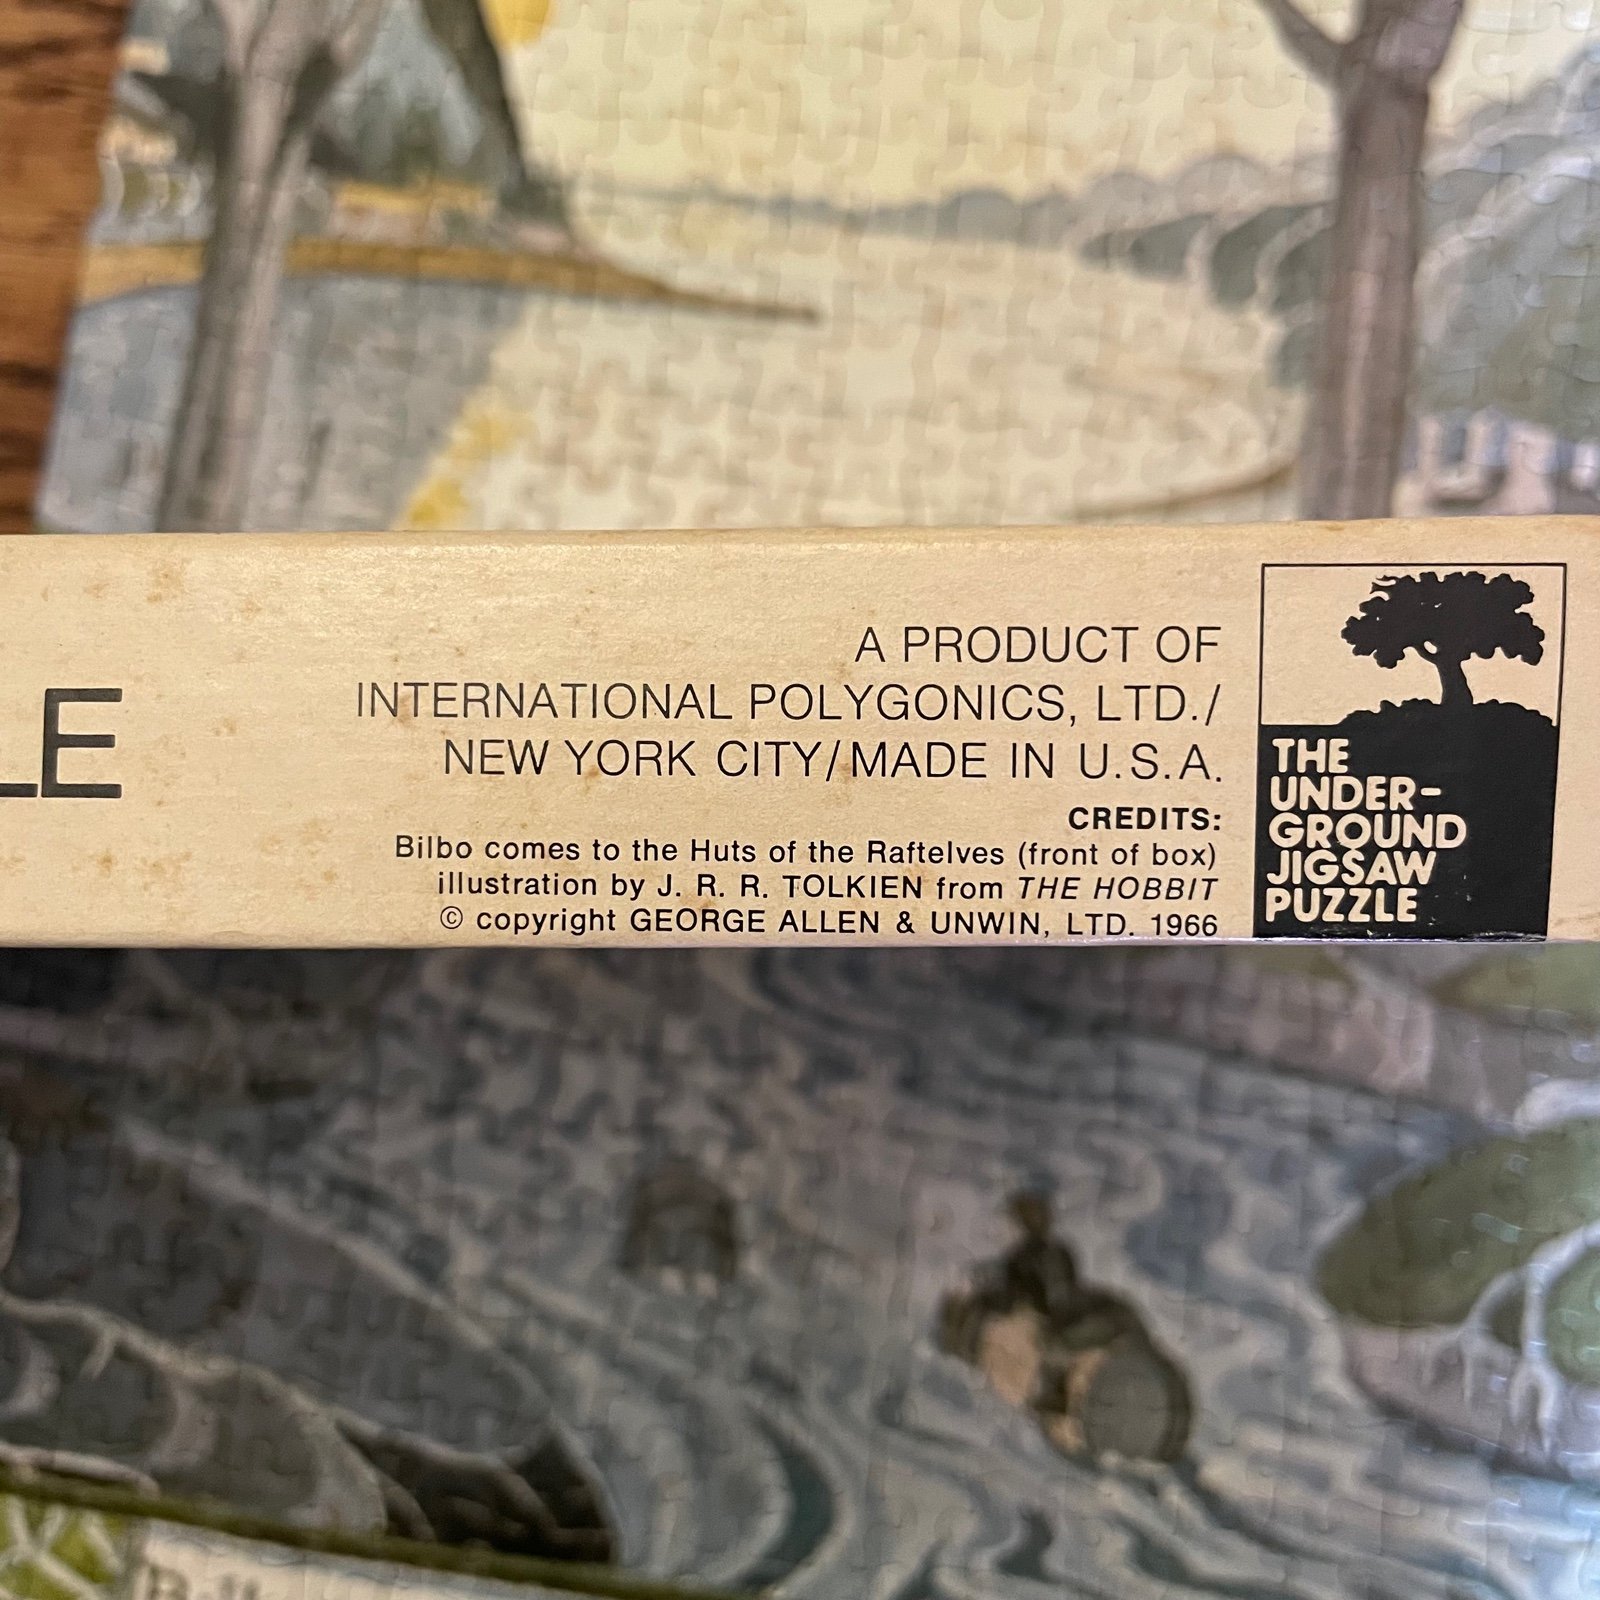 LE
A PRODUCT OF
INTERNATIONAL POLYGONICS, LTD./
NEW YORK CITY/MADE IN U.S.A.
CREDITS:
Bilbo comes to the Huts of the Raftelves (front of box)
illustration by J. R. R. TOLKIEN from THE HOBBIT
© copyright GEORGE ALLEN & UNWIN, LTD. 1966
THE
UNDER-
GROUND
JIGSAW
PUZZLE